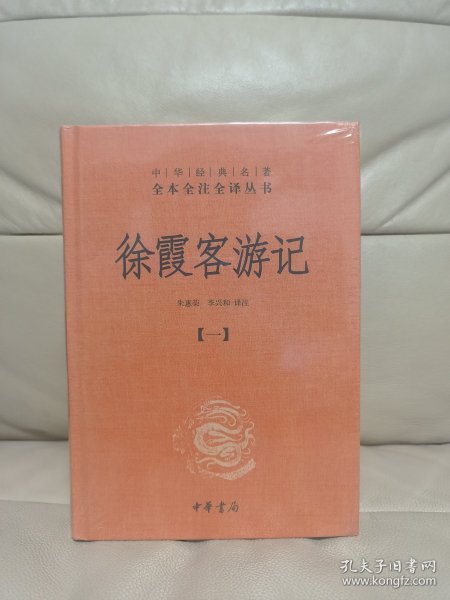 中华经典名著
全本全注全译丛书
徐霞客游记
朱惠荣 李兴和 译注
【一】
中华书局
孔夫子旧书网
www.kongfz.com